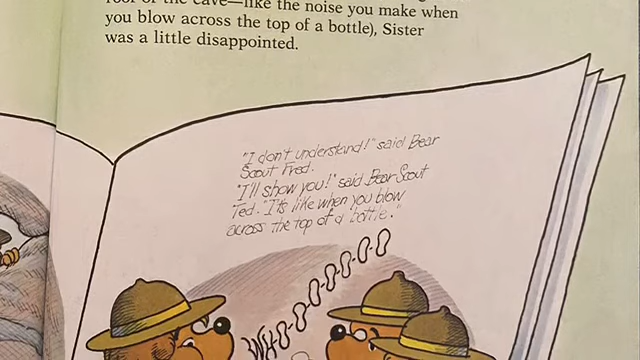 roof of the cave—like the noise you make when
you blow across the top of a bottle), Sister
was a little disappointed.
"I don't understand!" said Bear
Scout Fred.
"I'll show you!" said Bear Scout
Ted. "It's like when you blow
across the top of a bottle."
WH-O-O-O-O-O-O-O